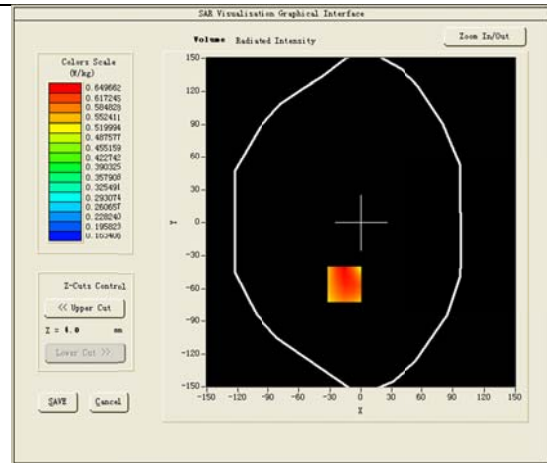 SAR Visualisation Graphical Interface
Volume Radiated Intensity
Zoom In/Out
Colors Scale
(W/kg)
0.649662
0.617245
0.584828
0.552411
0.519994
0.487577
0.455159
0.422742
0.390325
0.357908
0.325491
0.293074
0.260657
0.228240
0.195823
0.163406
Z-Cuts Control
<< Upper Cut
Z = 4.0 mm
Lower Cut >>
SAVE
Cancel
150
120
90
60
30
0
-30
-60
-90
-120
-150
Y
-150 -120 -90 -60 -30 0 30 60 90 120 150
X